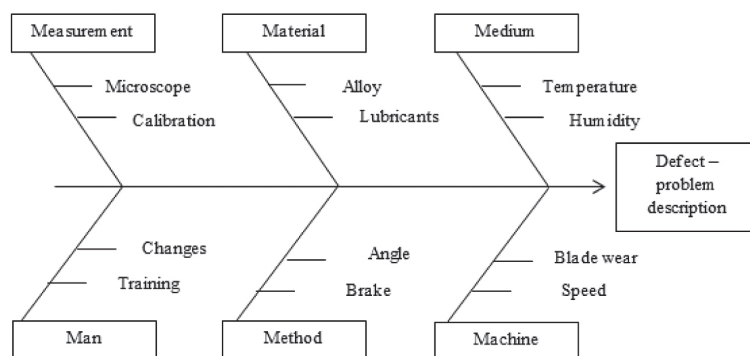 Measurement
Material
Medium
Microscope
Alloy
Temperature
Calibration
Lubricants
Humidity
Defect –
problem
description
Changes
Angle
Blade wear
Training
Brake
Speed
Man
Method
Machine